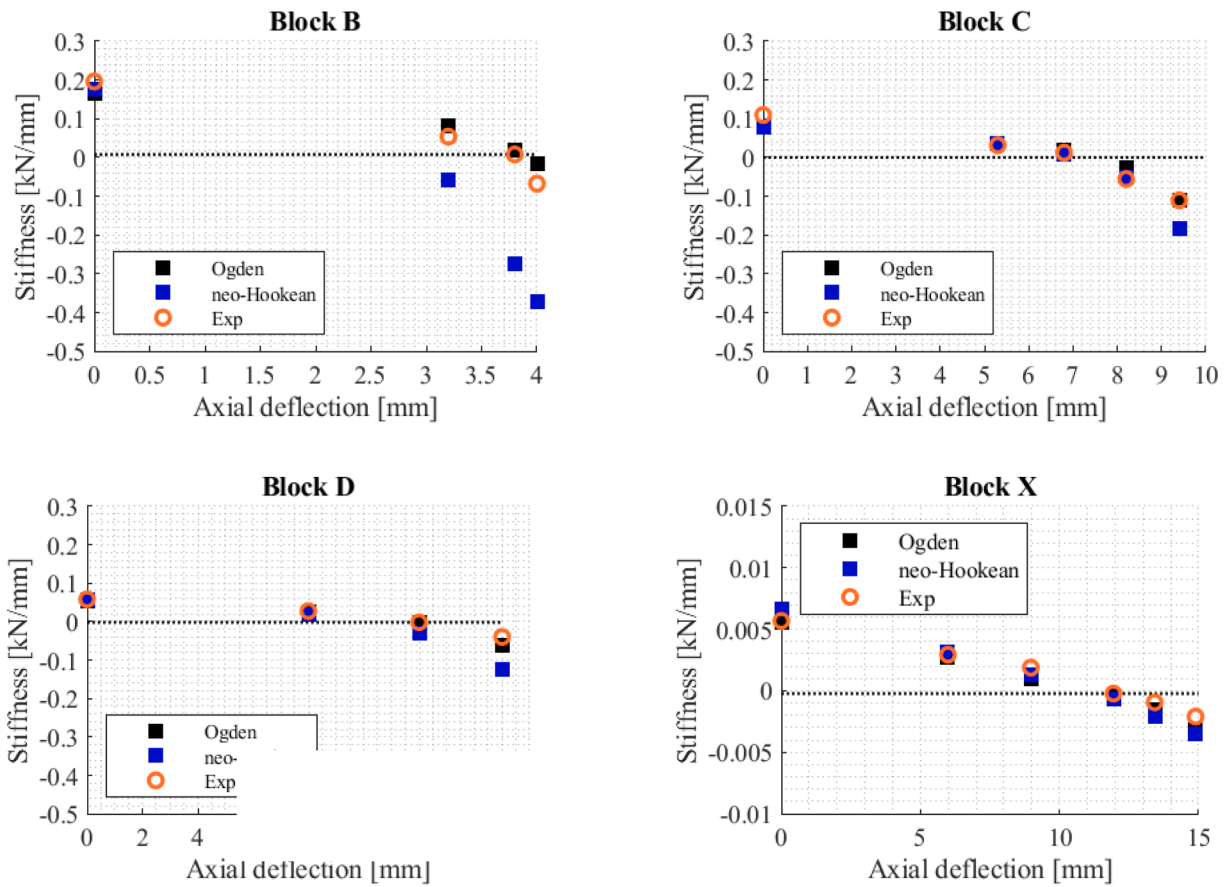 Block B
0.3
0.2
0.1
0
-0.1
-0.2
-0.3
-0.4
-0.5
Stiffness [kN/mm]
Ogden
neo-Hookean
Exp
0 0.5 1 1.5 2 2.5 3 3.5 4
Axial deflection [mm]
Block C
0.3
0.2
0.1
0
-0.1
-0.2
-0.3
-0.4
-0.5
Stiffness [kN/mm]
Ogden
neo-Hookean
Exp
0 1 2 3 4 5 6 7 8 9 10
Axial deflection [mm]
Block D
0.3
0.2
0.1
0
-0.1
-0.2
-0.3
-0.4
-0.5
Stiffness [kN/mm]
Ogden
neo-
Exp
0 2 4
Axial deflection [mm]
Block X
0.015
0.01
0.005
0
-0.005
-0.01
Stiffness [kN/mm]
Ogden
neo-Hookean
Exp
0 5 10 15
Axial deflection [mm]